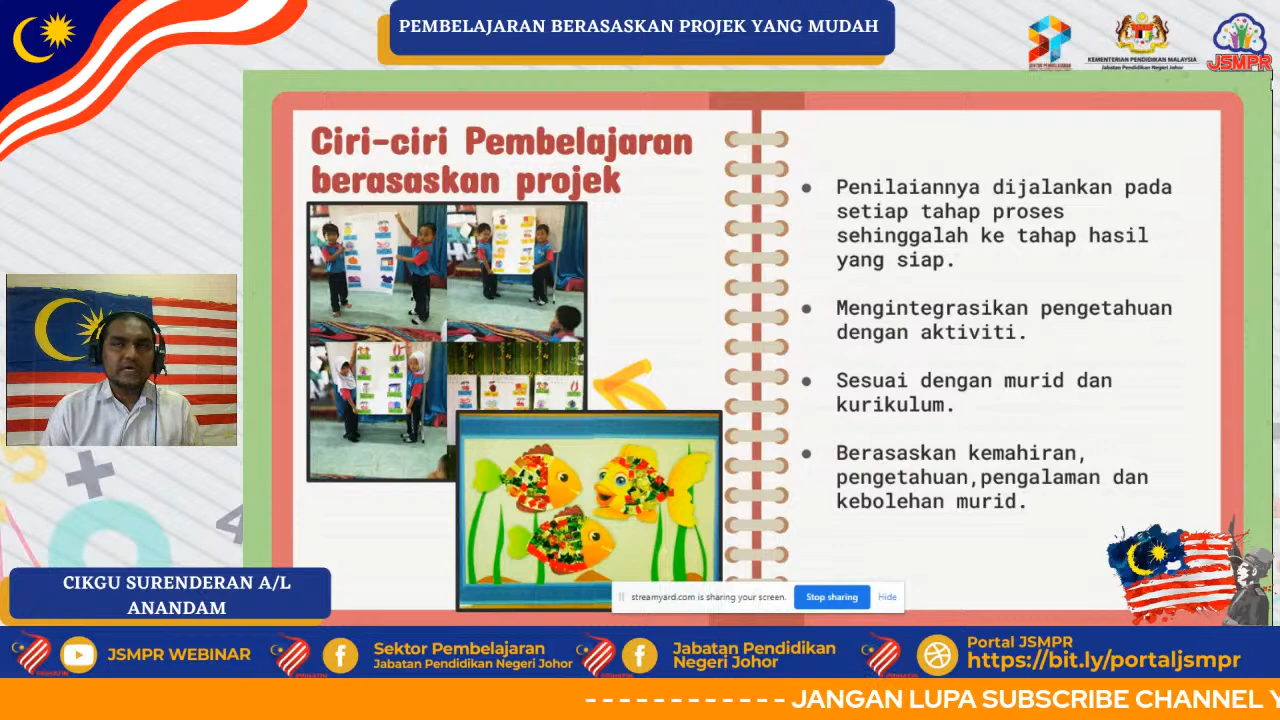 PEMBELAJARAN BERASASKAN PROJEK YANG MUDAH
KEMENTERIAN PENDIDIKAN MALAYSIA
Jabatan Pendidikan Negeri Johor
JSMPR
Ciri-ciri Pembelajaran
berasaskan projek
Penilaiannya dijalankan pada
setiap tahap proses
sehinggalah ke tahap hasil
yang siap.
Mengintegrasikan pengetahuan
dengan aktiviti.
Sesuai dengan murid dan
kurikulum.
Berasaskan kemahiran,
pengetahuan,pengalaman dan
kebolehan murid.
CIKGU SURENDERAN A/L
ANANDAM
streamyard.com is sharing your screen.
Stop sharing
Hide
JSMPR WEBINAR
Sektor Pembelajaran
Jabatan Pendidikan Negeri Johor
Jabatan Pendidikan
Negeri Johor
Portal JSMPR
https://bit.ly/portaljsmpr
- - - - - - - - - - - - - JANGAN LUPA SUBSCRIBE CHANNEL Y